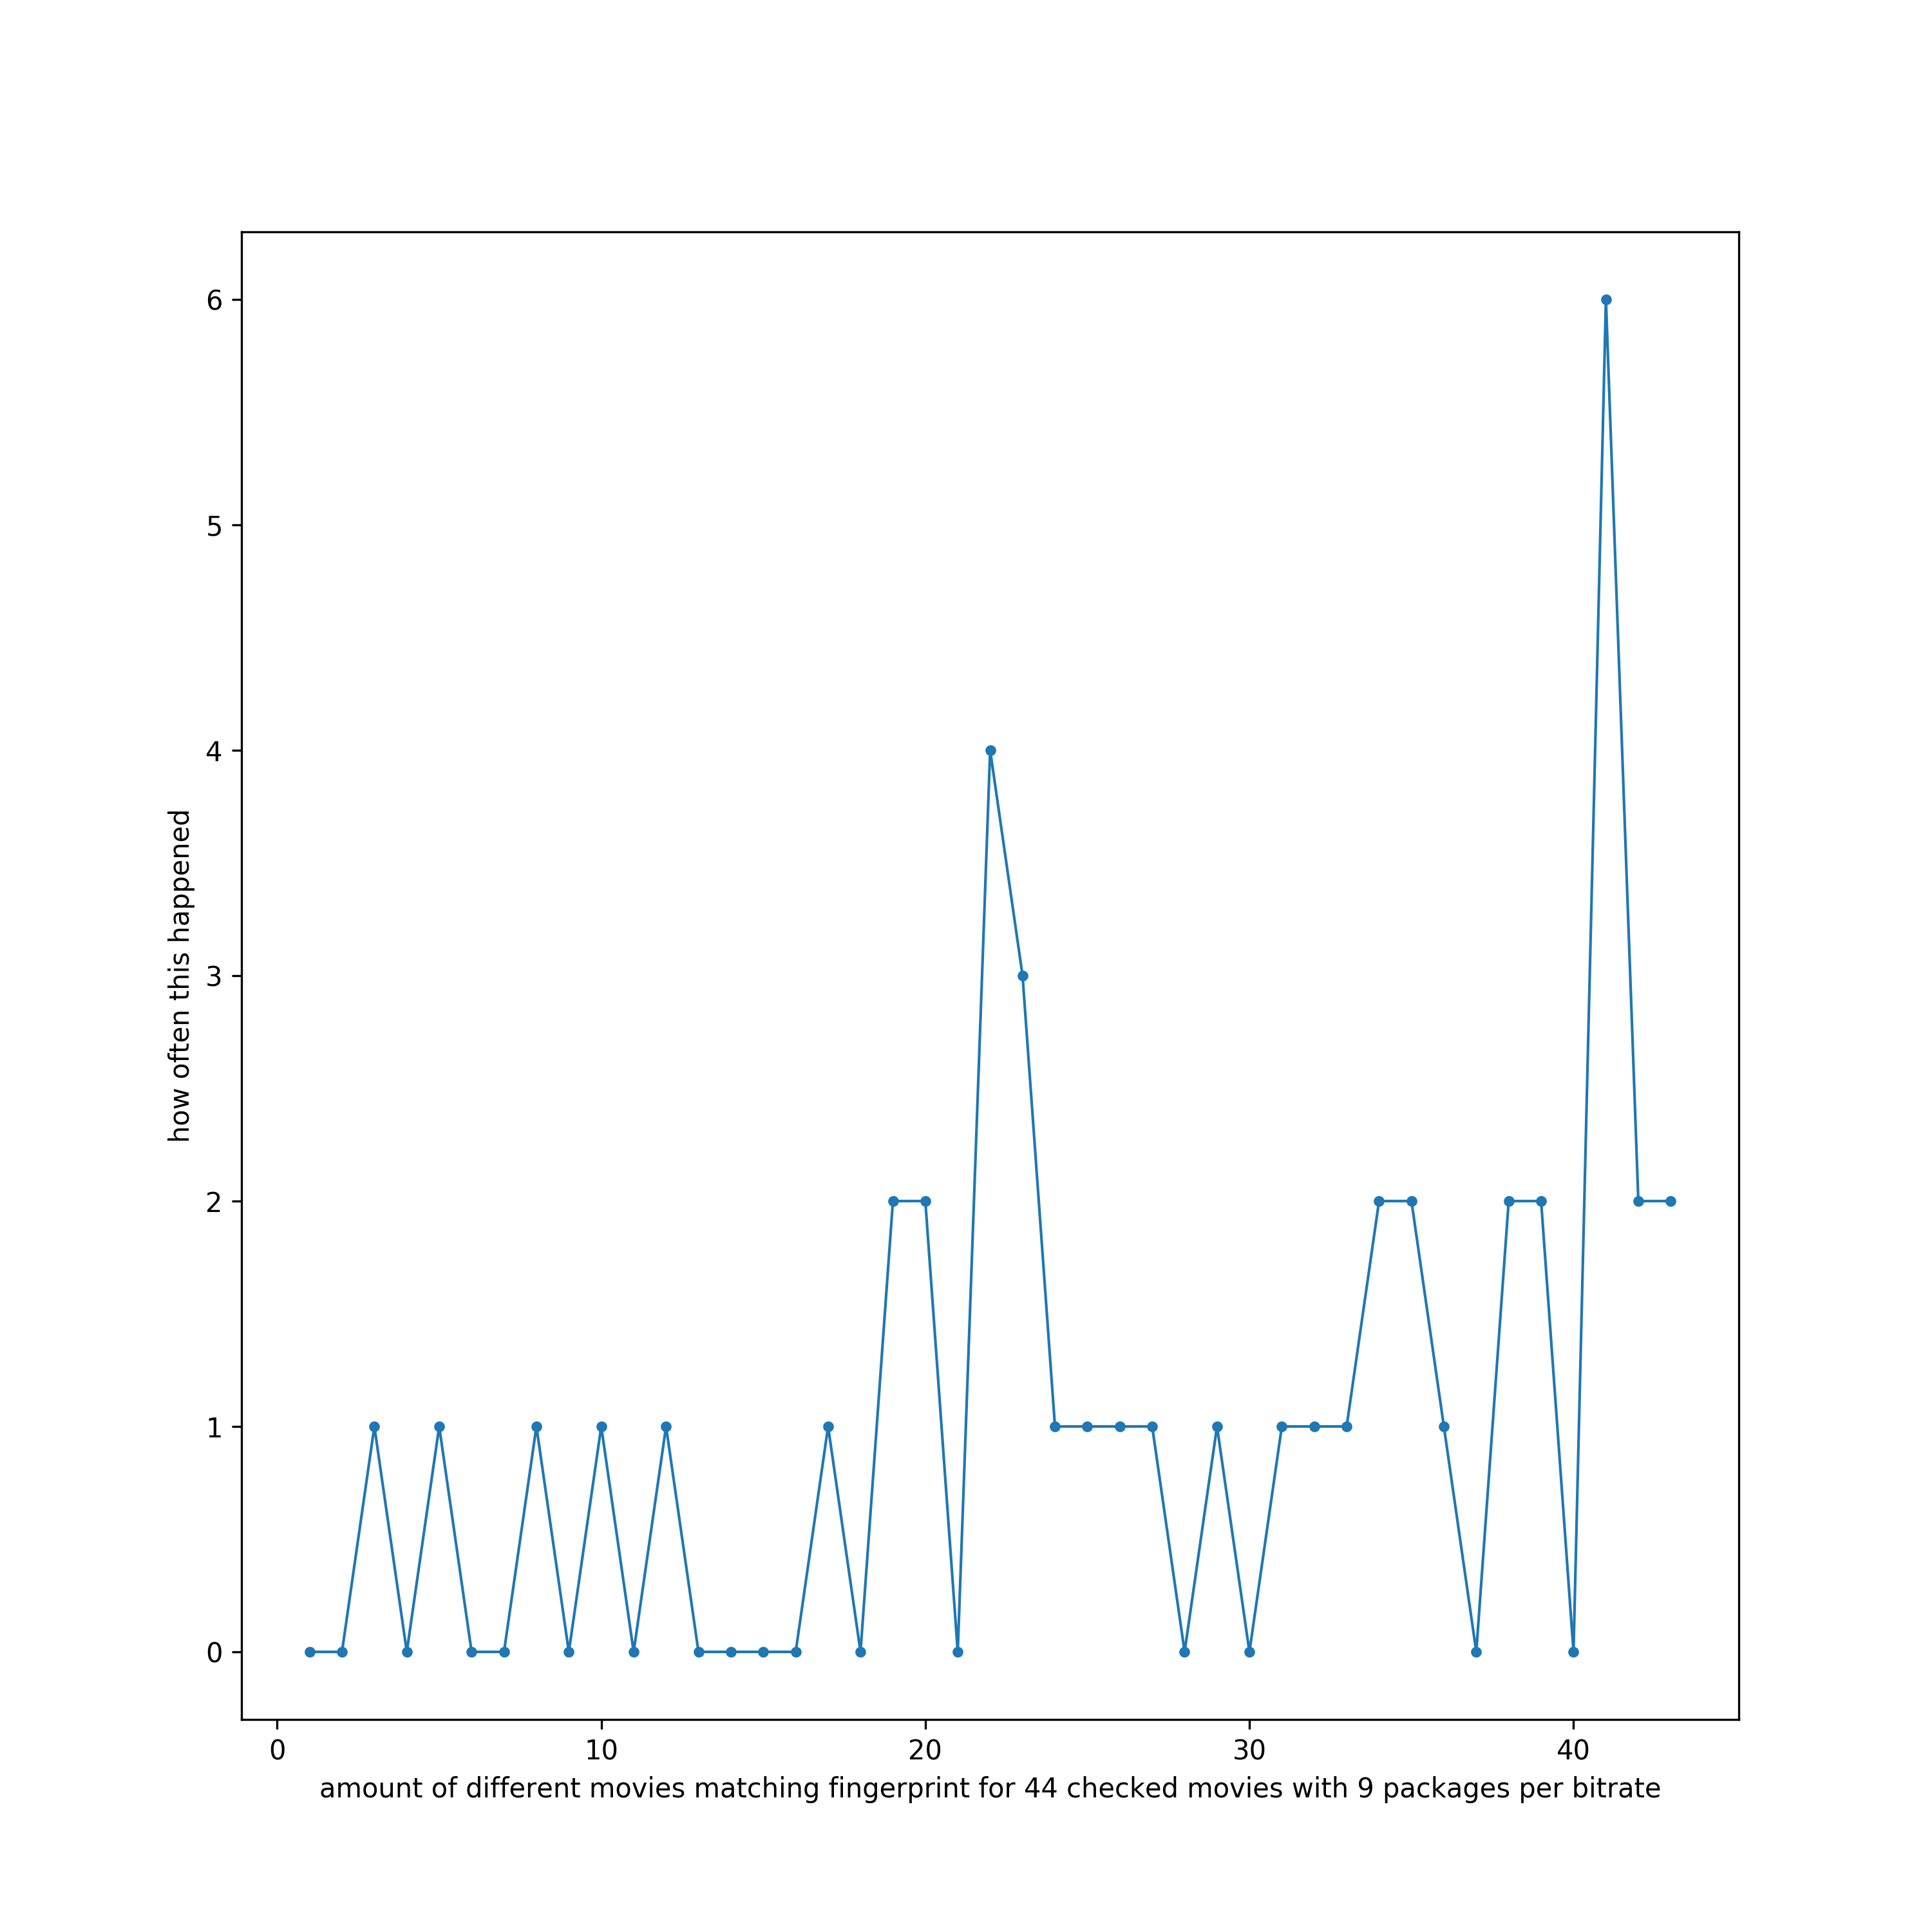 6
5
4
3
2
1
0
how often this happened
0 10 20 30 40
amount of different movies matching fingerprint for 44 checked movies with 9 packages per bitrate